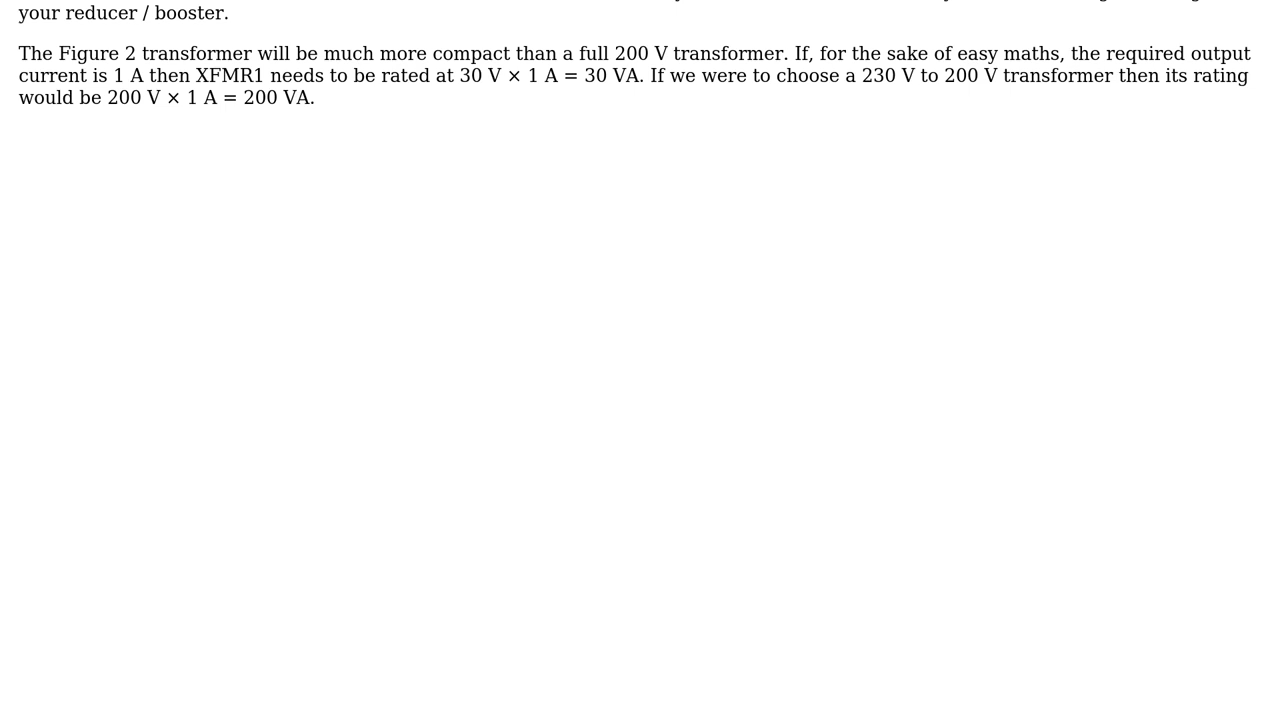 your reducer / booster.
The Figure 2 transformer will be much more compact than a full 200 V transformer. If, for the sake of easy maths, the required output
current is 1 A then XFMR1 needs to be rated at 30 V × 1 A = 30 VA. If we were to choose a 230 V to 200 V transformer then its rating
would be 200 V × 1 A = 200 VA.